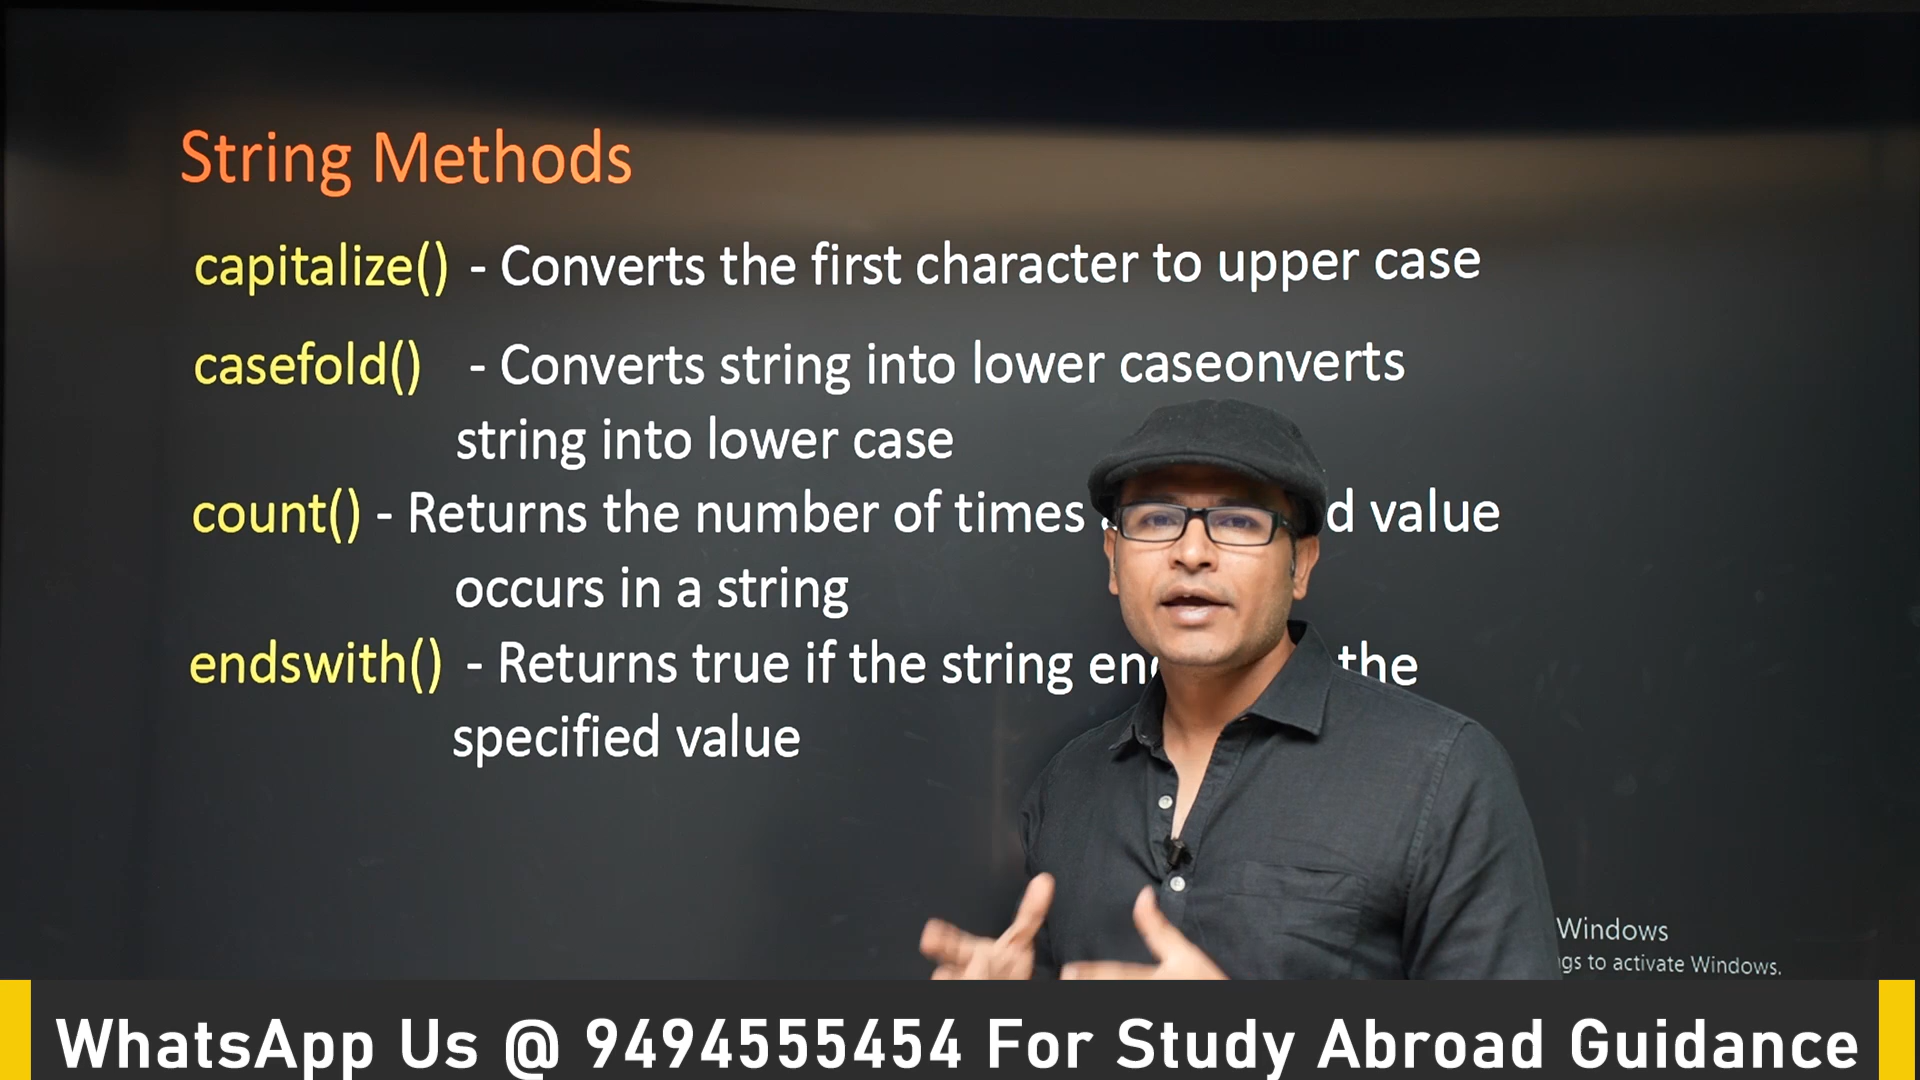 String Methods
capitalize() - Converts the first character to upper case
casefold() - Converts string into lower caseonverts
string into lower case
count() - Returns the number of times d value
occurs in a string
endswith() - Returns true if the string the
specified value
Windows
to activate Windows.
WhatsApp Us @ 9494555454 For Study Abroad Guidance